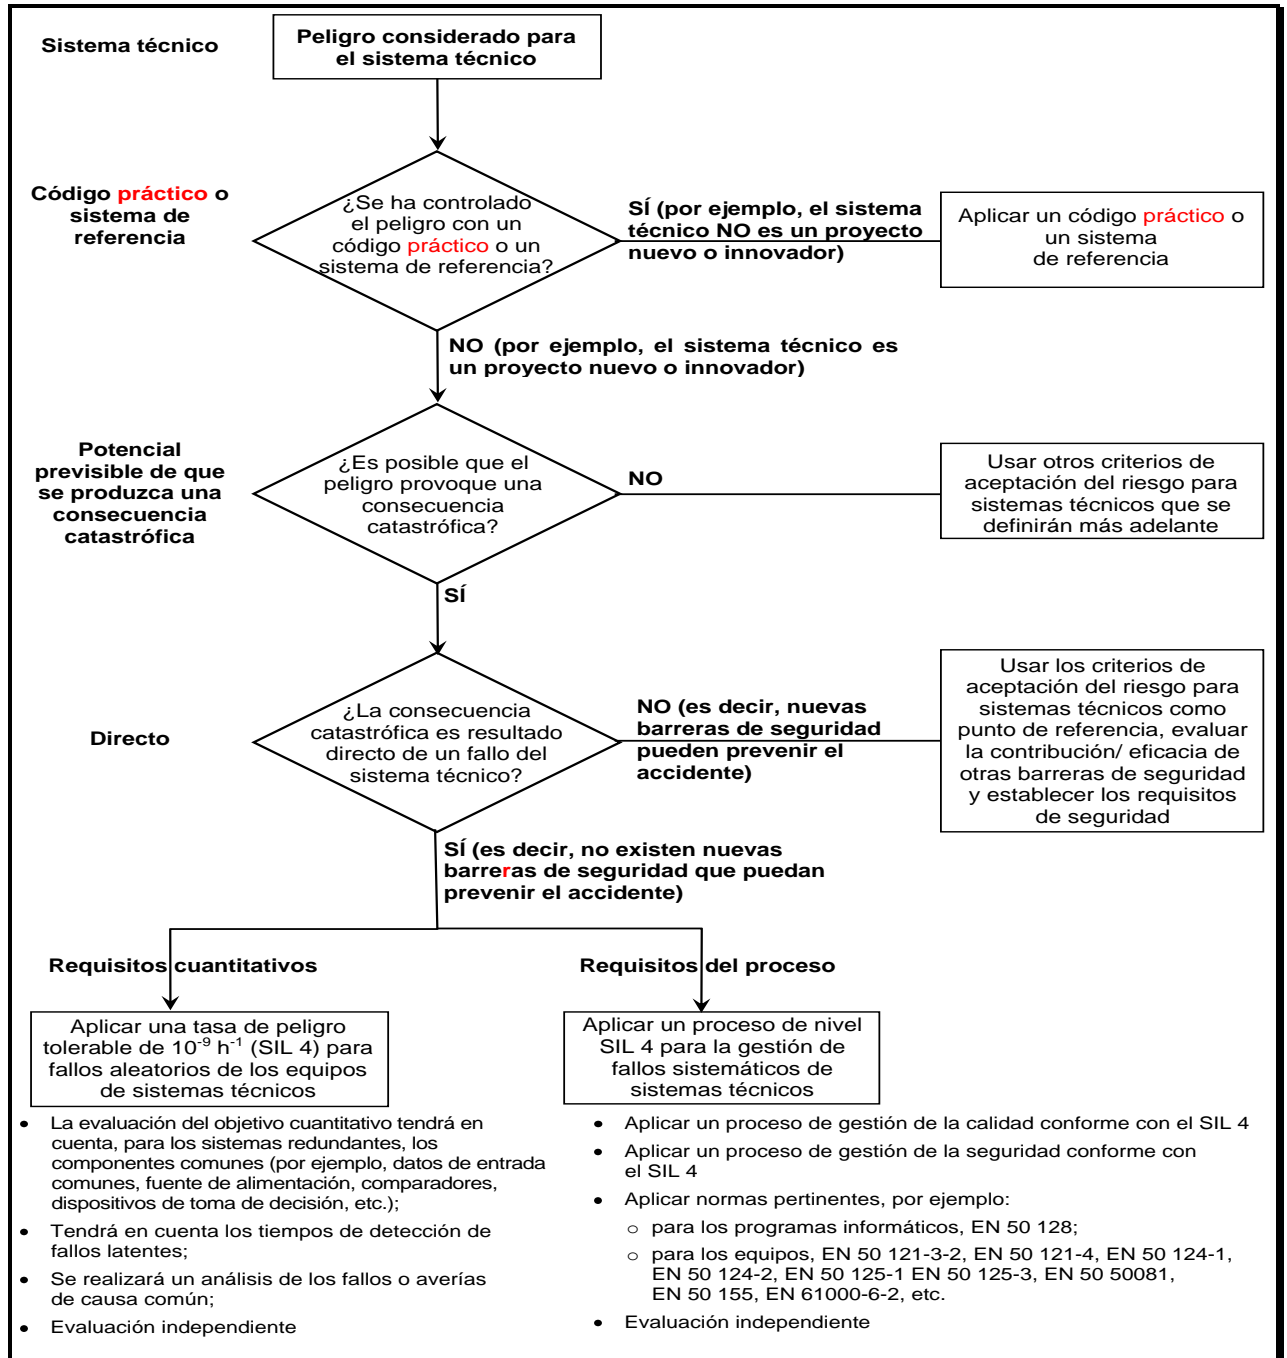 Sistema técnico
Peligro considerado para
el sistema técnico
Código práctico o
sistema de
referencia
¿Se ha controlado
el peligro con un
código práctico o un
sistema de referencia?
SÍ (por ejemplo, el sistema
técnico NO es un proyecto
nuevo o innovador)
Aplicar un código práctico o
un sistema
de referencia
NO (por ejemplo, el sistema técnico es
un proyecto nuevo o innovador)
Potencial
previsible de que
se produzca una
consecuencia
catastrófica
¿Es posible que el
peligro provoque una
consecuencia
catastrófica?
NO
Usar otros criterios de
aceptación del riesgo para
sistemas técnicos que se
definirán más adelante
SÍ
Directo
¿La consecuencia
catastrófica es resultado
directo de un fallo del
sistema técnico?
NO (es decir, nuevas
barreras de seguridad
pueden prevenir el
accidente)
Usar los criterios de
aceptación del riesgo para
sistemas técnicos como
punto de referencia, evaluar
la contribución/ eficacia de
otras barreras de seguridad
y establecer los requisitos
de seguridad
SÍ (es decir, no existen nuevas
barreras de seguridad que puedan
prevenir el accidente)
Requisitos cuantitativos
Aplicar una tasa de peligro
tolerable de 10⁻⁹ h⁻¹ (SIL 4) para
fallos aleatorios de los equipos
de sistemas técnicos
• La evaluación del objetivo cuantitativo tendrá en
cuenta, para los sistemas redundantes, los
componentes comunes (por ejemplo, datos de entrada
comunes, fuente de alimentación, comparadores,
dispositivos de toma de decisión, etc.);
• Tendrá en cuenta los tiempos de detección de
fallos latentes;
• Se realizará un análisis de los fallos o averías
de causa común;
• Evaluación independiente
Requisitos del proceso
Aplicar un proceso de nivel
SIL 4 para la gestión de
fallos sistemáticos de
sistemas técnicos
• Aplicar un proceso de gestión de la calidad conforme con el SIL 4
• Aplicar un proceso de gestión de la seguridad conforme con
el SIL 4
• Aplicar normas pertinentes, por ejemplo:
○ para los programas informáticos, EN 50 128;
○ para los equipos, EN 50 121-3-2, EN 50 121-4, EN 50 124-1,
EN 50 124-2, EN 50 125-1 EN 50 125-3, EN 50 50081,
EN 50 155, EN 61000-6-2, etc.
• Evaluación independiente